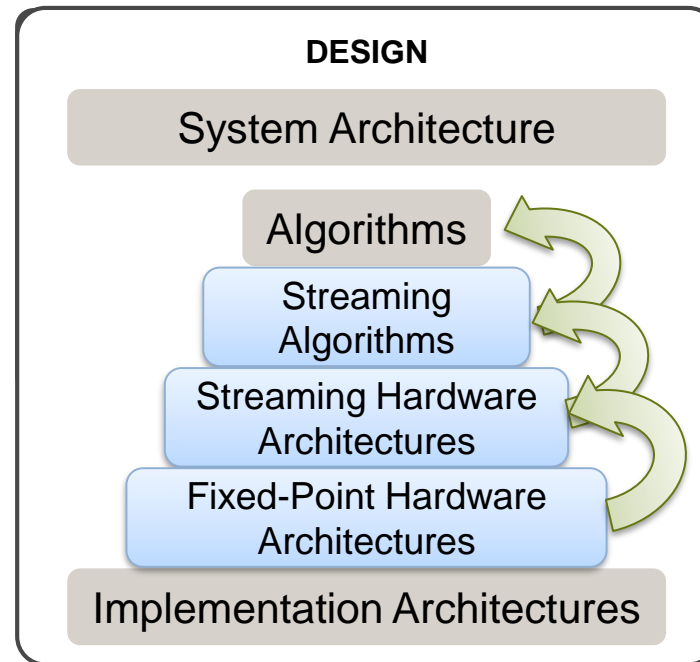 DESIGN
System Architecture
Algorithms
Streaming
Algorithms
Streaming Hardware
Architectures
Fixed-Point Hardware
Architectures
Implementation Architectures